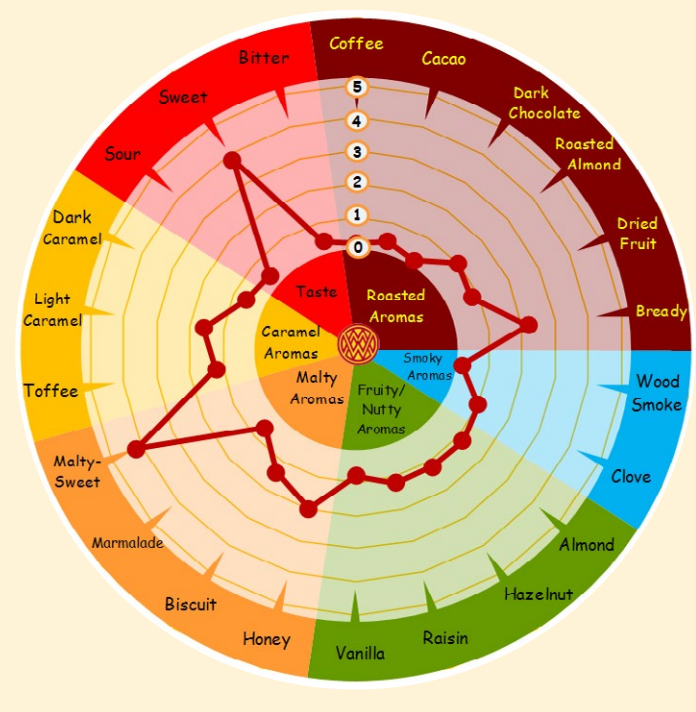 Coffee
Cacao
Dark
Chocolate
Roasted
Almond
Dried
Fruit
Bready
Wood
Smoke
Clove
Almond
Hazelnut
Raisin
Vanilla
Honey
Biscuit
Marmalade
Malty-
Sweet
Toffee
Light
Caramel
Dark
Caramel
Sour
Sweet
Bitter
5
4
3
2
1
0
Taste
Roasted
Aromas
Caramel
Aromas
Smoky
Aromas
Malty
Aromas
Fruity/
Nutty
Aromas